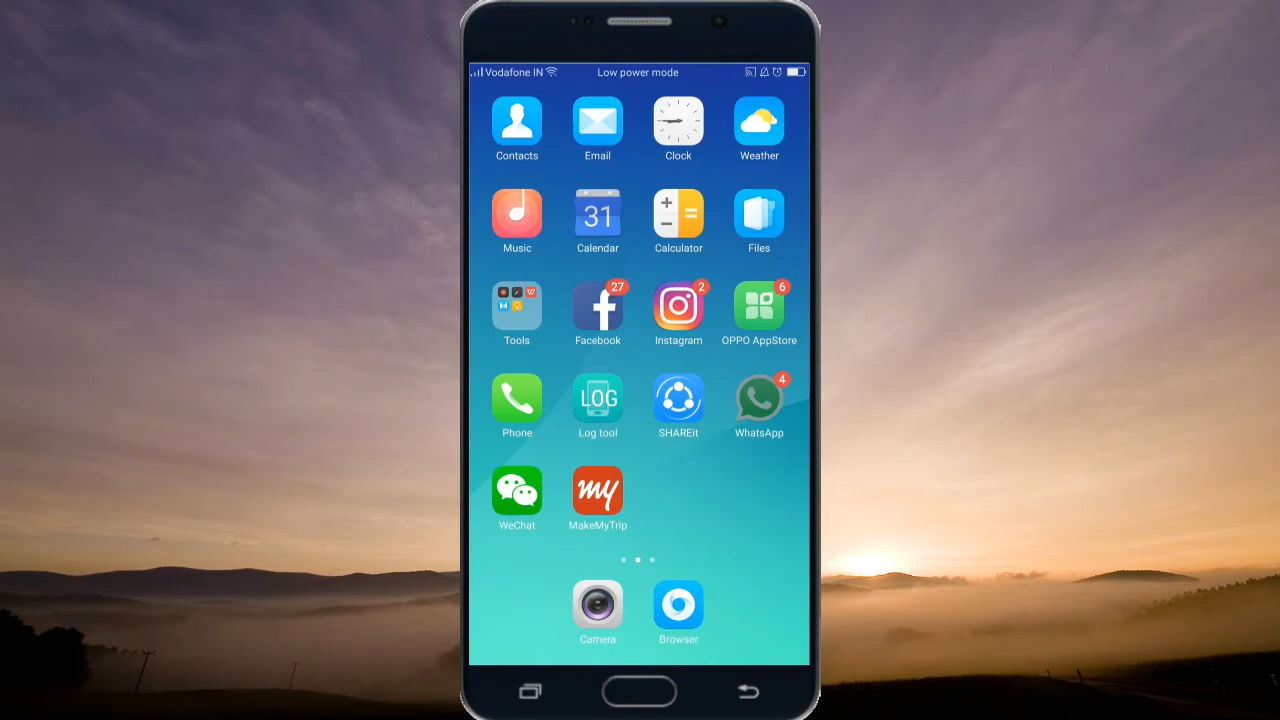 Vodafone IN Low power mode
Contacts Email Clock Weather
31
Music Calendar Calculator Files
27 2 6
Tools Facebook Instagram OPPO AppStore
LOG 4
Phone Log tool SHAREit WhatsApp
my
WeChat MakeMyTrip
Camera Browser